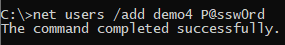 C:\>net users /add demo4 P@ssw0rd
The command completed successfully.